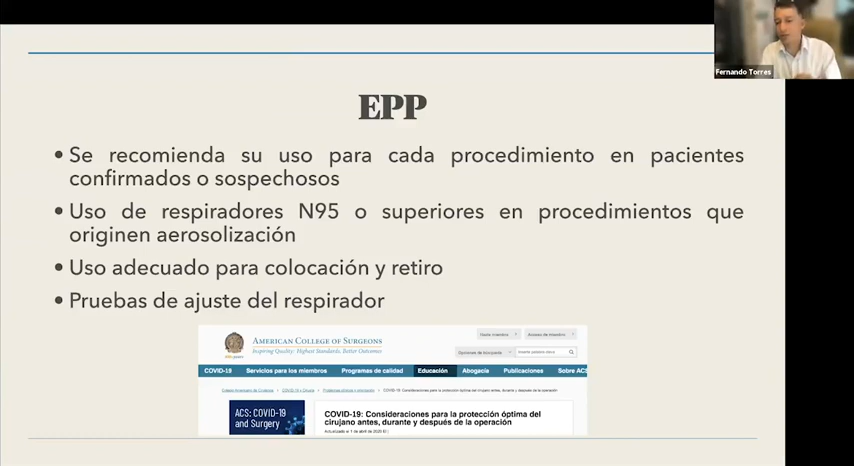 Fernando Torres
EPP
• Se recomienda su uso para cada procedimiento en pacientes
confirmados o sospechosos
• Uso de respiradores N95 o superiores en procedimientos que
originen aerosolización
• Uso adecuado para colocación y retiro
• Pruebas de ajuste del respirador
AMERICAN COLLEGE OF SURGEONS
Inspiring Quality: Highest Standards, Better Outcomes
Opciones de búsqueda
COVID-19 Servicios para los miembros Programas de calidad Educación Abogacía Publicaciones Sobre ACS
ACS: COVID-19
and Surgery
COVID-19: Consideraciones para la protección óptima del
cirujano antes, durante y después de la operación